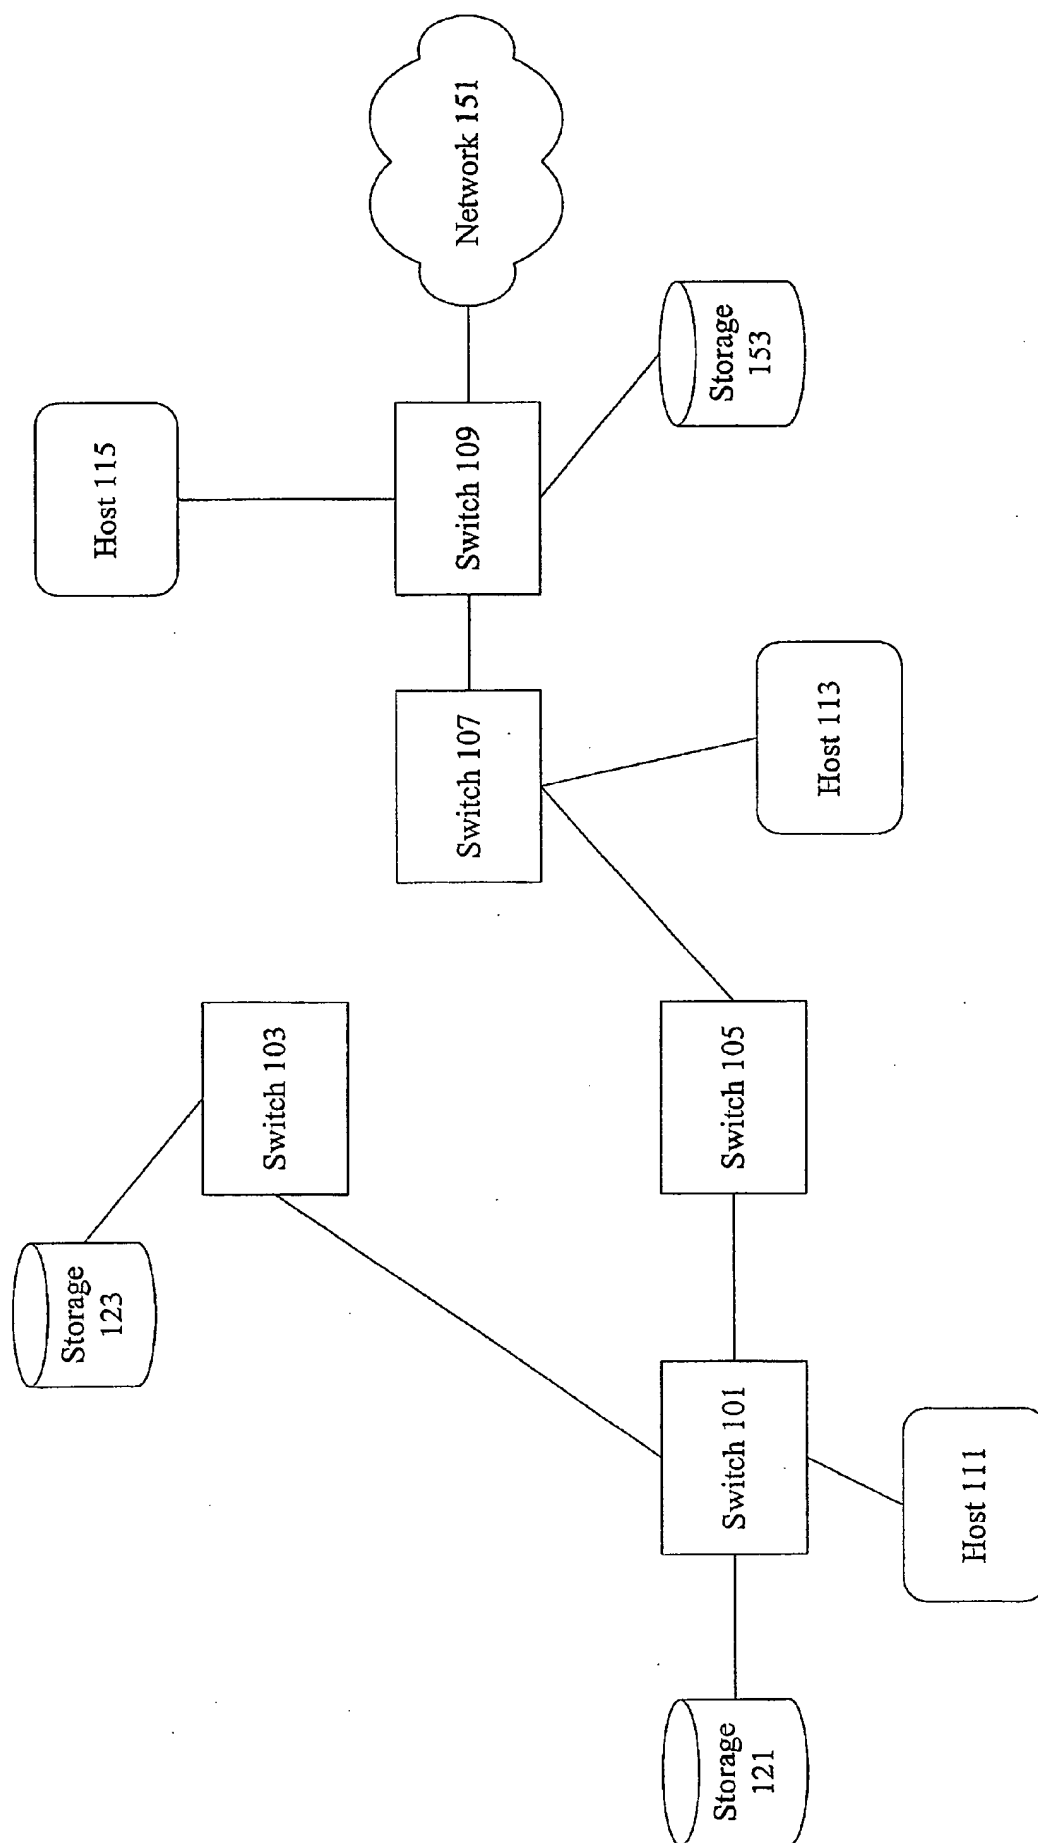 Storage
123
Switch 103
Host 115
Switch 107
Switch 109
Network 151
Storage
121
Switch 101
Switch 105
Storage
153
Host 111
Host 113